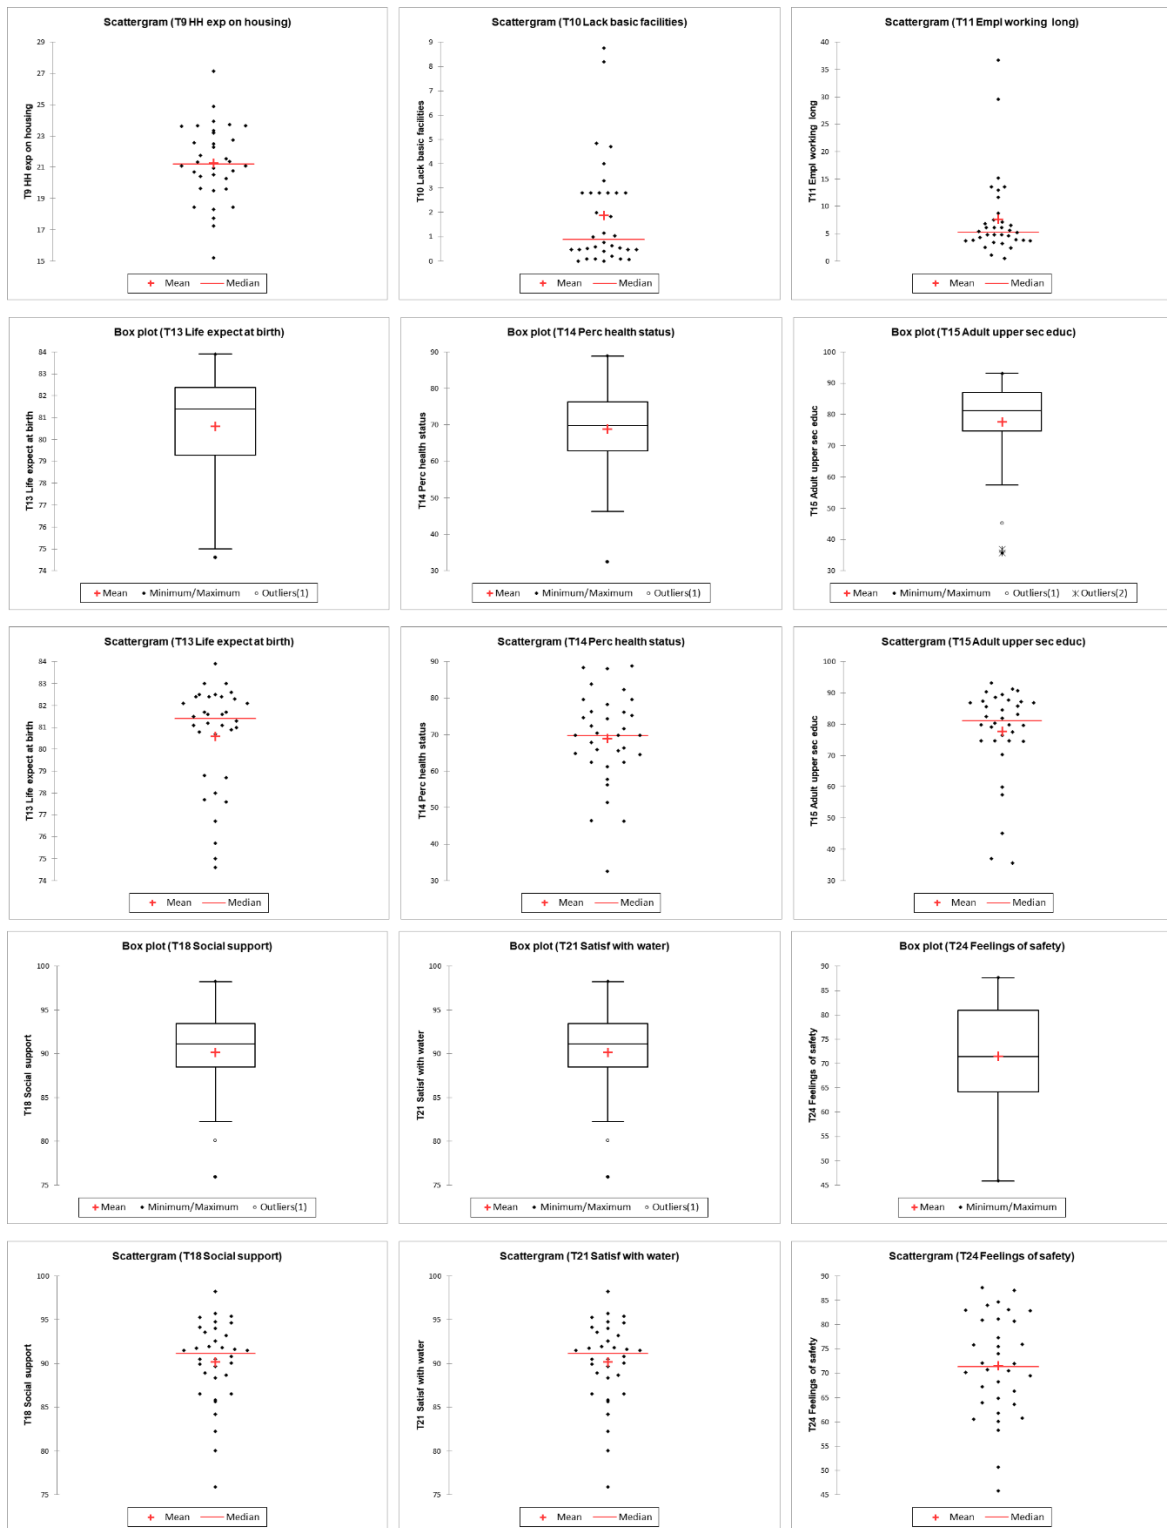 Scattergram (T9 HH exp on housing)
T9 HH exp on housing
29
27
25
23
21
19
17
15
Mean Median
Scattergram (T10 Lack basic facilities)
T10 Lack basic facilities
9
8
7
6
5
4
3
2
1
0
Mean Median
Scattergram (T11 Empl working long)
T11 Empl working long
40
35
30
25
20
15
10
5
0
Mean Median
Box plot (T13 Life expect at birth)
T13 Life expect at birth
84
83
82
81
80
79
78
77
76
75
74
Mean Minimum/Maximum Outliers(1)
Box plot (T14 Perc health status)
T14 Perc health status
90
80
70
60
50
40
30
Mean Minimum/Maximum Outliers(1)
Box plot (T15 Adult upper sec educ)
T15 Adult upper sec educ
100
90
80
70
60
50
40
30
Mean Minimum/Maximum Outliers(1) Outliers(2)
Scattergram (T13 Life expect at birth)
T13 Life expect at birth
84
83
82
81
80
79
78
77
76
75
74
Mean Median
Scattergram (T14 Perc health status)
T14 Perc health status
90
80
70
60
50
40
30
Mean Median
Scattergram (T15 Adult upper sec educ)
T15 Adult upper sec educ
100
90
80
70
60
50
40
30
Mean Median
Box plot (T18 Social support)
T18 Social support
100
95
90
85
80
75
Mean Minimum/Maximum Outliers(1)
Box plot (T21 Satisf with water)
T21 Satisf with water
100
95
90
85
80
75
Mean Minimum/Maximum Outliers(1)
Box plot (T24 Feelings of safety)
T24 Feelings of safety
90
85
80
75
70
65
60
55
50
45
Mean Minimum/Maximum
Scattergram (T18 Social support)
T18 Social support
100
95
90
85
80
75
Mean Median
Scattergram (T21 Satisf with water)
T21 Satisf with water
100
95
90
85
80
75
Mean Median
Scattergram (T24 Feelings of safety)
T24 Feelings of safety
90
85
80
75
70
65
60
55
50
45
Mean Median